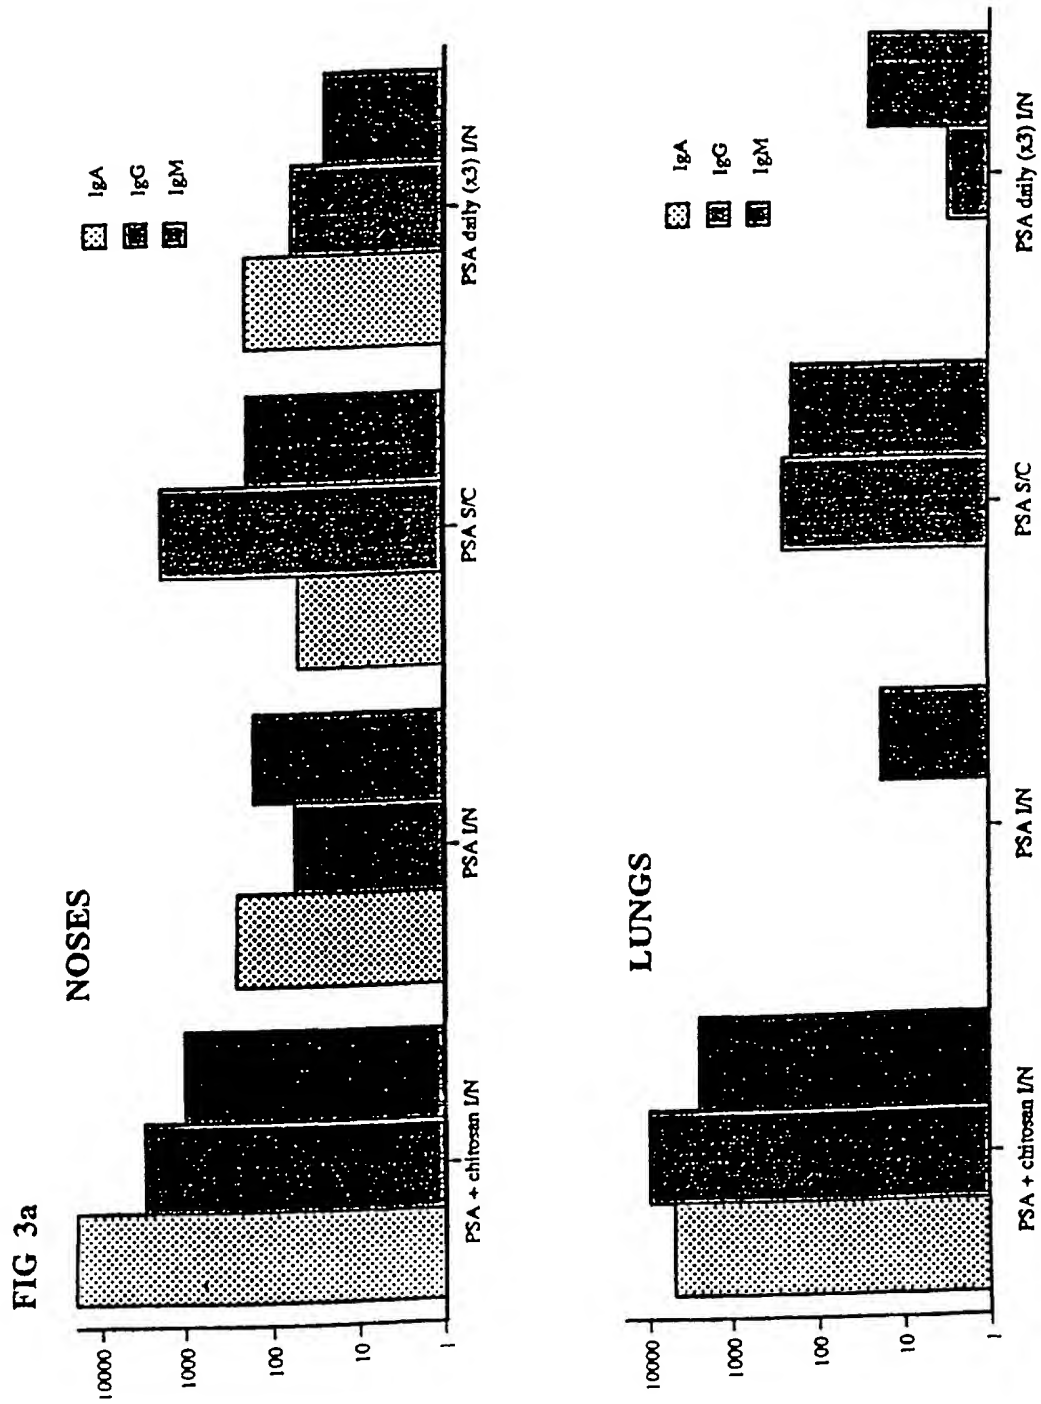 FIG 3a
NOSES
IgA
IgG
IgM
10000
1000
100
10
1
PSA + chitosan I/N
PSA I/N
PSA S/C
PSA daily (x3) I/N
LUNGS
IgA
IgG
IgM
10000
1000
100
10
1
PSA + chitosan I/N
PSA I/N
PSA S/C
PSA daily (x3) I/N